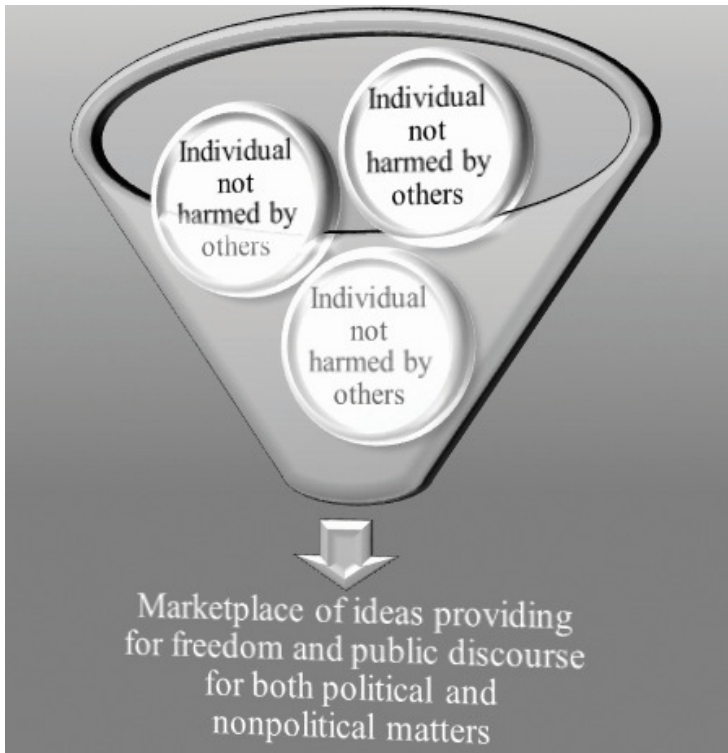 Individual
not
harmed by
others
Individual
not
harmed by
others
Individual
not
harmed by
others
Marketplace of ideas providing
for freedom and public discourse
for both political and
nonpolitical matters